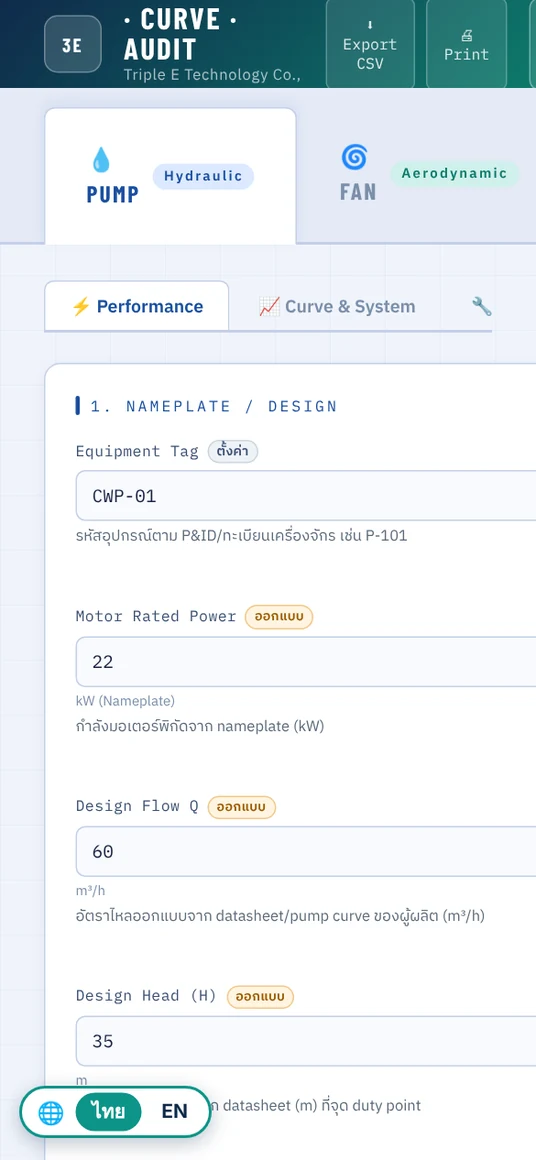 3E
· CURVE ·
AUDIT
Triple E Technology Co.,
Export
CSV
Print
PUMP
Hydraulic
FAN
Aerodynamic
Performance
Curve & System
1. NAMEPLATE / DESIGN
Equipment Tag ตั้งค่า
CWP-01
รหัสอุปกรณ์ตาม P&ID/ทะเบียนเครื่องจักร เช่น P-101
Motor Rated Power ออกแบบ
22
kW (Nameplate)
กำลังมอเตอร์พิกัดจาก nameplate (kW)
Design Flow Q ออกแบบ
60
m³/h
อัตราไหลออกแบบจาก datasheet/pump curve ของผู้ผลิต (m³/h)
Design Head (H) ออกแบบ
35
m
datasheet (m) ที่จุด duty point
ไทย
EN